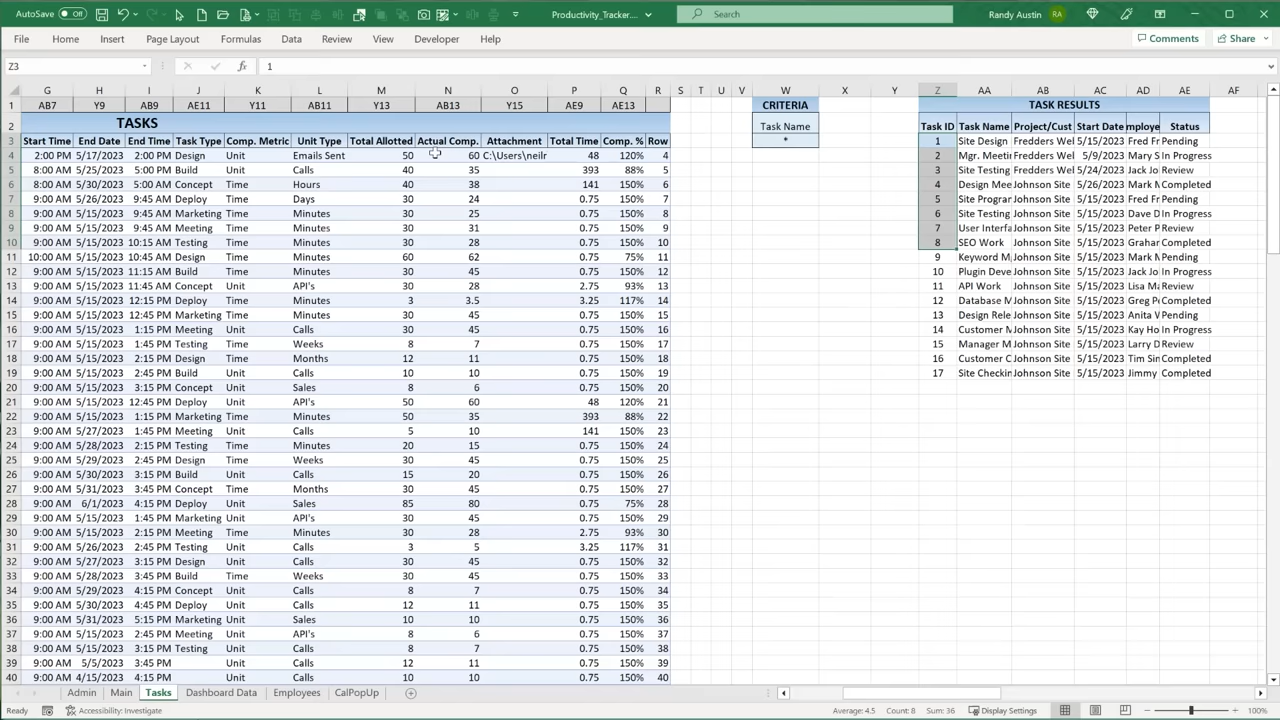 AutoSave Off Productivity_Tracker.... Search Randy Austin RA
File Home Insert Page Layout Formulas Data Review View Developer Help Comments Share
Z3 fx 1
G H I J K L M N O P Q R S T U V W X Y Z AA AB AC AD AE AF
1 AB7 Y9 AB9 AE11 Y11 AB11 Y13 AB13 Y15 AE9 AE13 CRITERIA TASK RESULTS
2 TASKS Task Name Task ID Task Name Project/Cust Start Date mploye Status
3 Start Time End Date End Time Task Type Comp. Metric Unit Type Total Allotted Actual Comp. Attachment Total Time Comp. % Row * 1 Site Design Fredders Wel 5/15/2023 Fred Fr Pending
4 2:00 PM 5/17/2023 2:00 PM Design Unit Emails Sent 50 60 C:\Users\neilr 48 120% 4 2 Mgr. Meetin Fredders Wel 5/9/2023 Mary S In Progress
5 8:00 AM 5/25/2023 5:00 PM Build Unit Calls 40 35 393 88% 5 3 Site Testing Fredders Wel 5/24/2023 Jack Jo Review
6 8:00 AM 5/30/2023 5:00 AM Concept Time Hours 40 38 141 150% 6 4 Design Mee Johnson Site 5/26/2023 Mark M Completed
7 9:00 AM 5/26/2023 9:45 AM Deploy Time Days 30 24 0.75 150% 7 5 Site Program Johnson Site 5/15/2023 Fred Fr Pending
8 9:00 AM 5/15/2023 9:45 AM Marketing Time Minutes 30 25 0.75 150% 8 6 Site Testing Johnson Site 5/15/2023 Dave D In Progress
9 9:00 AM 5/15/2023 9:45 AM Meeting Time Minutes 30 31 0.75 150% 9 7 User Interfa Johnson Site 5/15/2023 Peter P Review
10 9:00 AM 5/15/2023 10:15 AM Testing Time Minutes 30 28 0.75 150% 10 8 SEO Work Johnson Site 5/15/2023 Graha Completed
11 10:00 AM 5/15/2023 10:45 AM Design Time Minutes 60 62 0.75 75% 11 9 Keyword M Johnson Site 5/15/2023 Mark N Pending
12 9:00 AM 5/15/2023 11:15 AM Build Time Minutes 30 45 0.75 150% 12 10 Plugin Deve Johnson Site 5/15/2023 Jack Jo In Progress
13 9:00 AM 5/15/2023 11:45 AM Concept Unit API's 30 28 2.75 93% 13 11 API Work Johnson Site 5/15/2023 Lisa Ma Review
14 9:00 AM 5/15/2023 12:15 PM Deploy Time Minutes 3 3.5 3.25 117% 14 12 Database M Johnson Site 5/15/2023 Greg P Completed
15 9:00 AM 5/15/2023 12:45 PM Marketing Time Minutes 30 45 0.75 150% 15 13 Design Rele Johnson Site 5/15/2023 Anita V Pending
16 9:00 AM 5/15/2023 1:15 PM Meeting Time Calls 30 45 0.75 150% 16 14 Customer M Johnson Site 5/15/2023 Kay Ho In Progress
17 9:00 AM 5/15/2023 1:45 PM Testing Time Weeks 8 7 0.75 150% 17 15 Manager M Johnson Site 5/15/2023 Larry D Review
18 9:00 AM 5/15/2023 2:15 PM Design Time Months 12 11 0.75 150% 18 16 Customer C Johnson Site 5/15/2023 Tim Sin Completed
19 9:00 AM 5/15/2023 2:45 PM Build Unit Calls 10 10 0.75 150% 19 17 Site Checkin Johnson Site 5/15/2023 Jimmy Completed
20 9:00 AM 5/15/2023 3:45 PM Concept Time Sales 8 6 0.75 150% 20
21 9:00 AM 5/15/2023 12:45 PM Deploy Unit API's 50 60 48 120% 21
22 9:00 AM 5/15/2023 1:15 PM Marketing Unit Minutes 50 35 393 88% 22
23 9:00 AM 5/27/2023 1:45 PM Meeting Unit Calls 5 10 141 150% 23
24 9:00 AM 5/28/2023 2:15 PM Testing Time Minutes 20 15 0.75 150% 24
25 9:00 AM 5/29/2023 2:45 PM Design Unit Weeks 30 45 0.75 150% 25
26 9:00 AM 5/30/2023 3:15 PM Build Unit Calls 15 20 0.75 150% 26
27 9:00 AM 5/31/2023 3:45 PM Concept Time Months 30 45 0.75 150% 27
28 9:00 AM 6/1/2023 4:15 PM Deploy Unit Sales 85 80 0.75 75% 28
29 9:00 AM 5/15/2023 1:45 PM Marketing Unit API's 30 45 0.75 150% 29
30 9:00 AM 5/15/2023 2:15 PM Meeting Time Minutes 30 28 2.75 93% 30
31 9:00 AM 5/26/2023 2:45 PM Testing Unit Calls 3 5 3.25 117% 31
32 9:00 AM 5/27/2023 3:15 PM Design Unit Calls 30 45 0.75 150% 32
33 9:00 AM 5/28/2023 3:45 PM Build Time Weeks 30 45 0.75 150% 33
34 9:00 AM 5/29/2023 4:15 PM Concept Unit Calls 8 7 0.75 150% 34
35 9:00 AM 5/30/2023 4:45 PM Deploy Unit Calls 12 11 0.75 150% 35
36 9:00 AM 5/31/2023 5:15 PM Marketing Unit Sales 10 10 0.75 150% 36
37 9:00 AM 5/15/2023 2:45 PM Meeting Unit API's 8 6 0.75 150% 37
38 9:00 AM 5/15/2023 3:15 PM Testing Unit Calls 8 7 0.75 150% 38
39 9:00 AM 5/5/2023 3:45 PM Unit Calls 12 11 0.75 150% 39
40 9:00 AM 4/15/2023 4:15 PM Unit Calls 10 10 0.75 150% 40
Admin Main Tasks Dashboard Data Employees CalPopUp
Ready Accessibility: Investigate Average: 4.5 Count: 8 Sum: 36 Display Settings 100%